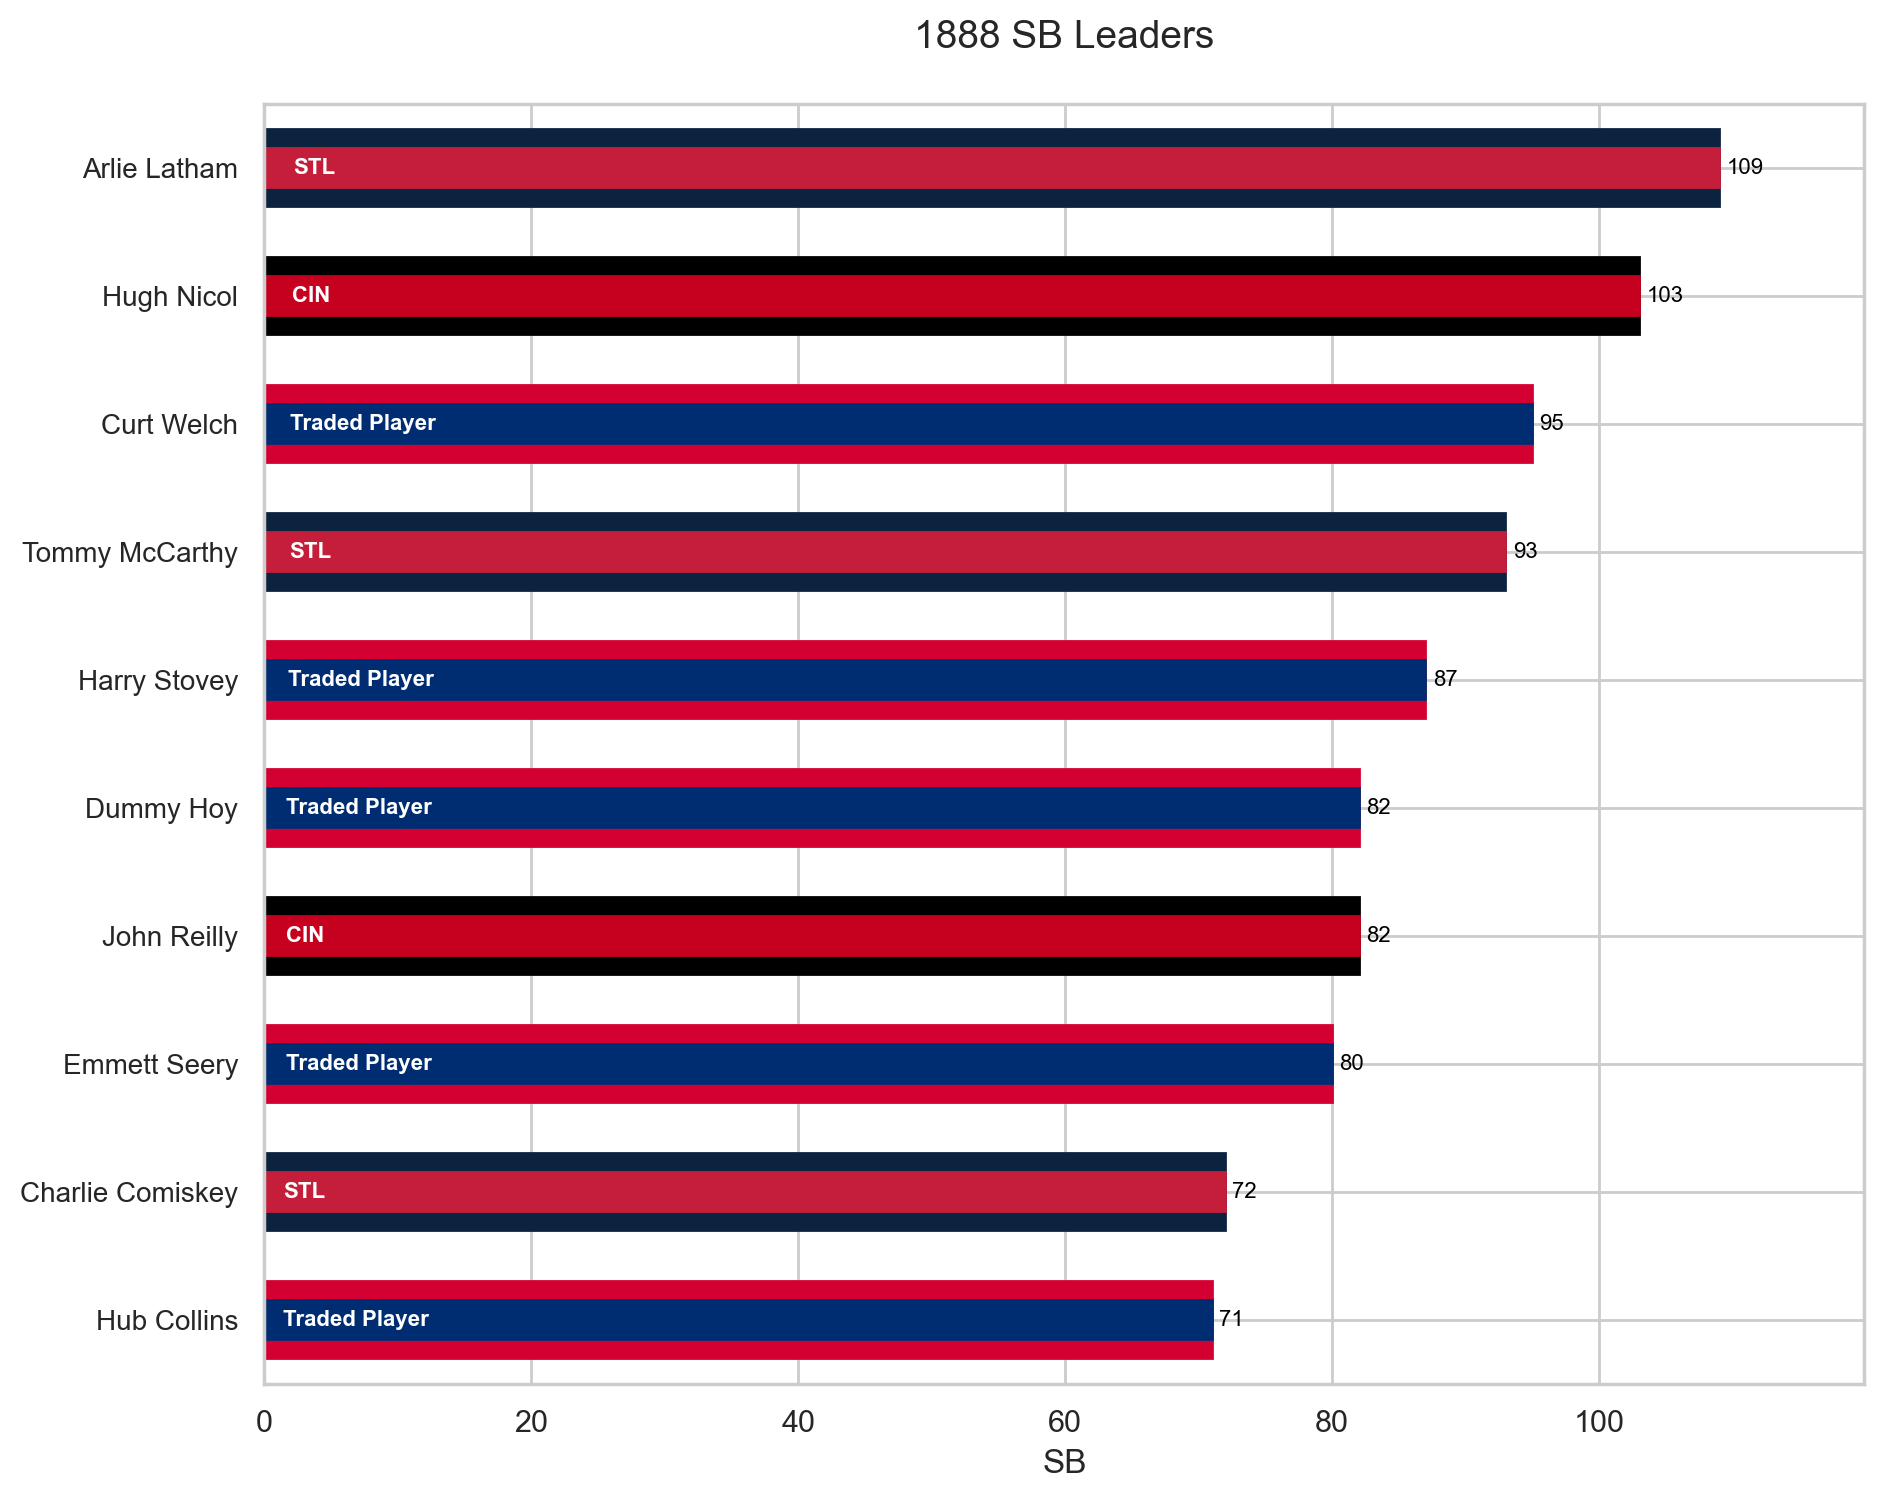 1888 SB Leaders
Arlie Latham
STL
109
Hugh Nicol
CIN
103
Curt Welch
Traded Player
95
Tommy McCarthy
STL
93
Harry Stovey
Traded Player
87
Dummy Hoy
Traded Player
82
John Reilly
CIN
82
Emmett Seery
Traded Player
80
Charlie Comiskey
STL
72
Hub Collins
Traded Player
71
0 20 40 60 80 100
SB